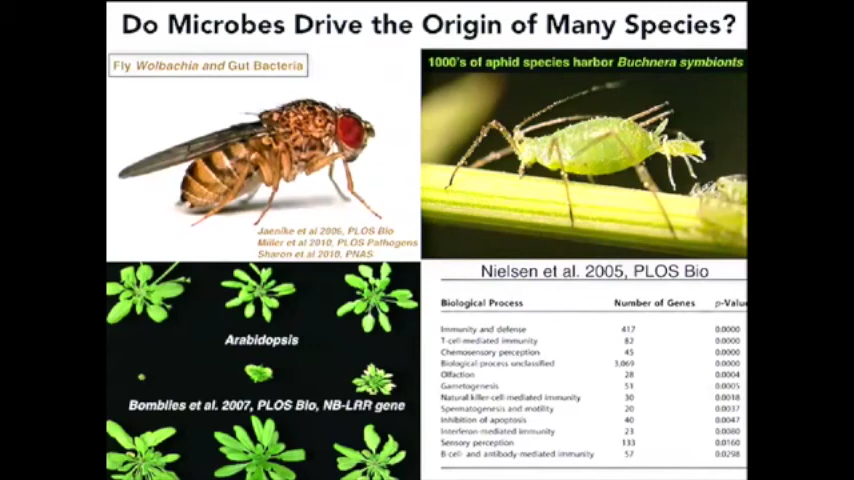 Do Microbes Drive the Origin of Many Species?
Fly Wolbachia and Gut Bacteria
1000's of aphid species harbor Buchnera symbionts
Jaenike et al 2006, PLOS Bio
Miller et al 2010, PLOS Pathogens
Sharon et al 2010, PNAS
Arabidopsis
Bomblies et al. 2007, PLOS Bio, NB-LRR gene
Nielsen et al. 2005, PLOS Bio
Biological Process Number of Genes p-Valu
Immunity and defense 417 0.0000
T-cell-mediated immunity 82 0.0000
Chemosensory perception 45 0.0000
Biological process unclassified 3,069 0.0000
Olfaction 28 0.0004
Gametogenesis 51 0.0005
Natural killer-cell-mediated immunity 30 0.0018
Spermatogenesis and motility 20 0.0037
Inhibition of apoptosis 40 0.0047
Interferon-mediated immunity 23 0.0080
Sensory perception 133 0.0160
B cell- and antibody-mediated immunity 57 0.0298